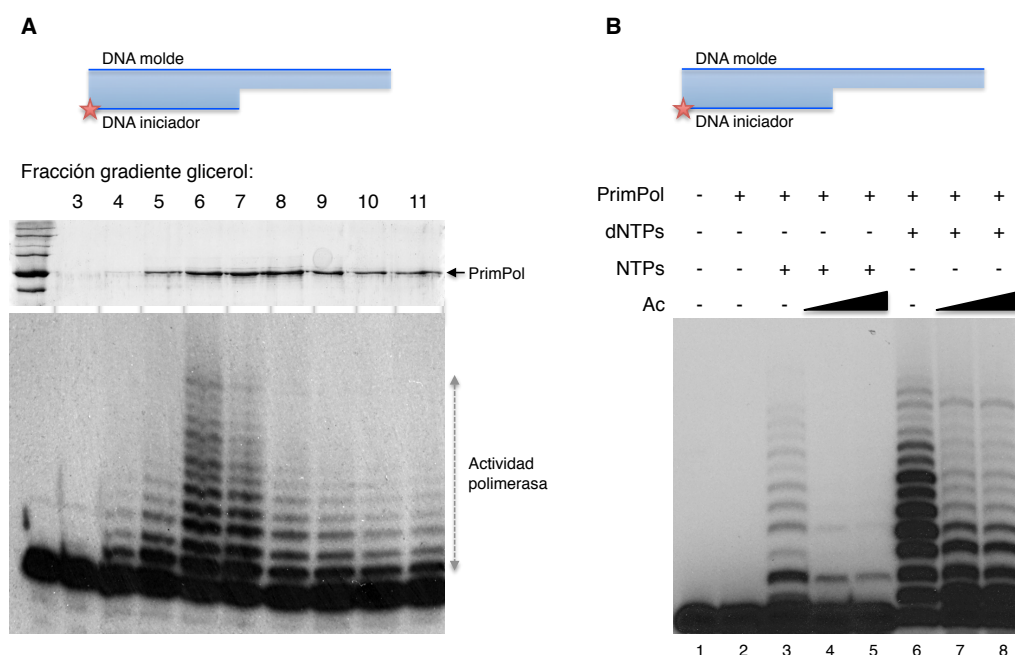 A
DNA molde
DNA iniciador
Fracción gradiente glicerol:
3 4 5 6 7 8 9 10 11
PrimPol
Actividad
polimerasa
B
DNA molde
DNA iniciador
PrimPol - + + + + + + +
dNTPs - - - - - + + +
NTPs - - + + + - - -
Ac - - - -
1 2 3 4 5 6 7 8